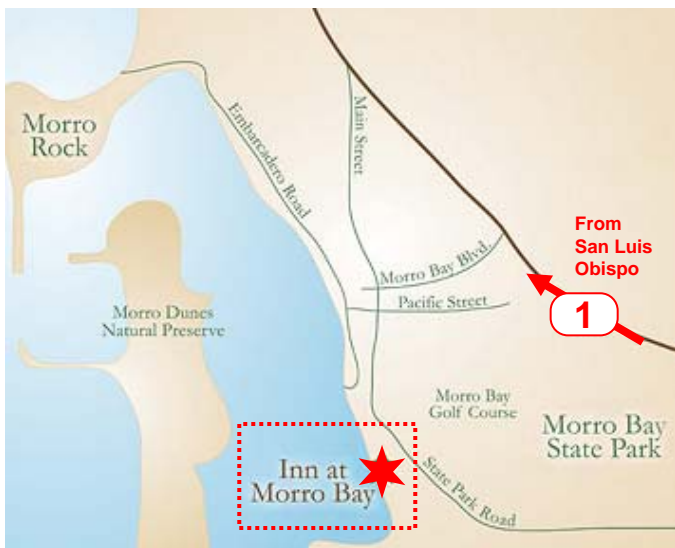 Morro
Rock
Embarcadero Road
Main Street
From
San Luis
Obispo
Morro Bay Blvd.
1
Pacific Street
Morro Dunes
Natural Preserve
Morro Bay
Golf Course
Morro Bay
State Park
Inn at
Morro Bay
State Park Road